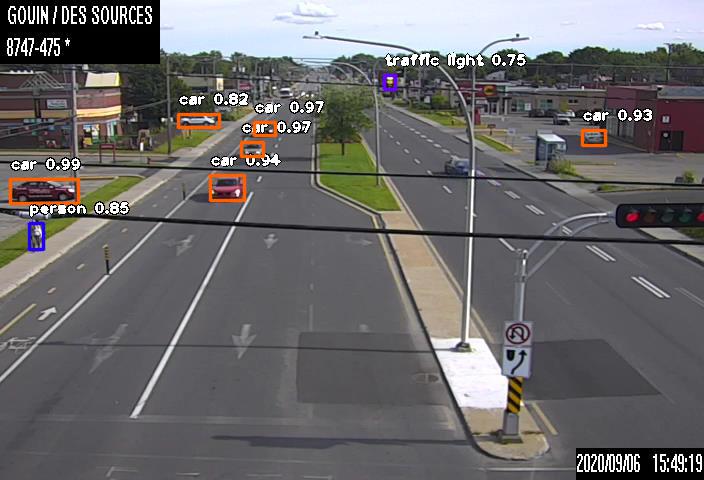 GOUIN / DES SOURCES
8747-475 *
traffic light 0.75
car 0.82
car 0.97
car 0.93
car 0.97
car 0.94
car 0.99
person 0.85
2020/09/06 15:49:19